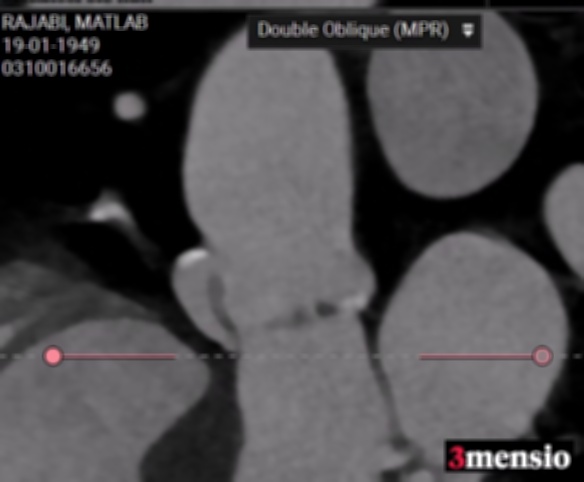 RAJABI, MATLAB
19-01-1949
0310016656
Double Oblique (MPR)
3mensio